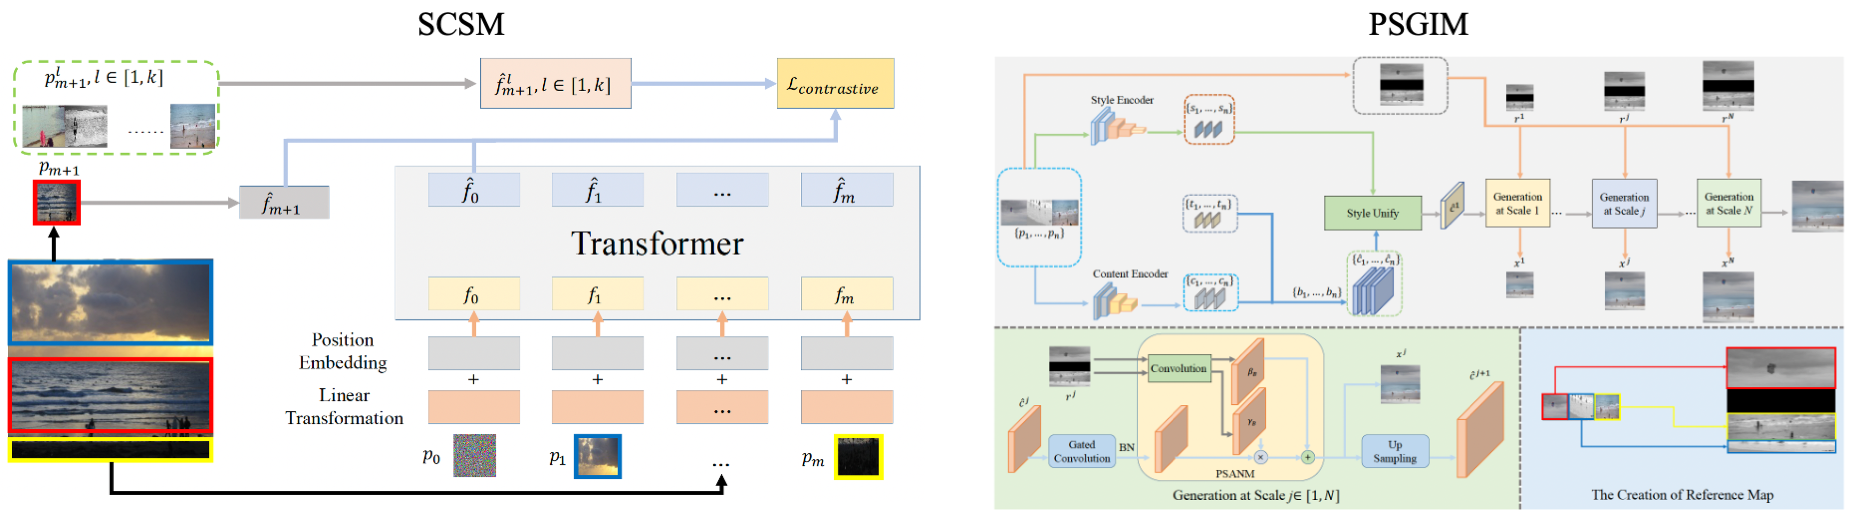 SCSM
$p_{m+1}^{l}, l \in [1, k]$
......
$\hat{f}_{m+1}^{l}, l \in [1, k]$
$\mathcal{L}_{contrastive}$
$p_{m+1}$
$\hat{f}_{m+1}$
$\hat{f}_0$ $\hat{f}_1$ ... $\hat{f}_m$
Transformer
$f_0$ $f_1$ ... $f_m$
Position
Embedding
...
+ + + +
Linear
Transformation
...
$p_0$ $p_1$ ... $p_m$
PSGIM
Style Encoder
$\{s_1, ..., s_n\}$
$r^1$ $r^j$ $r^N$
$\{p_1, ..., p_n\}$
$\{t_1, ..., t_n\}$
Style Unify
$\hat{c}^1$
Generation
at Scale 1
...
Generation
at Scale j
...
Generation
at Scale N
Content Encoder
$\{c_1, ..., c_n\}$
$\{b_1, ..., b_n\}$
$\{\hat{c}_1, ..., \hat{c}_n\}$
$x^1$ $x^j$ $x^N$
$r^j$
Convolution
$\beta_B$
$\gamma_B$
$x^j$
$\hat{c}^{j+1}$
$\hat{c}^j$
Gated
Convolution
BN
×
+
Up
Sampling
PSANM
Generation at Scale $j \in [1, N]$
The Creation of Reference Map